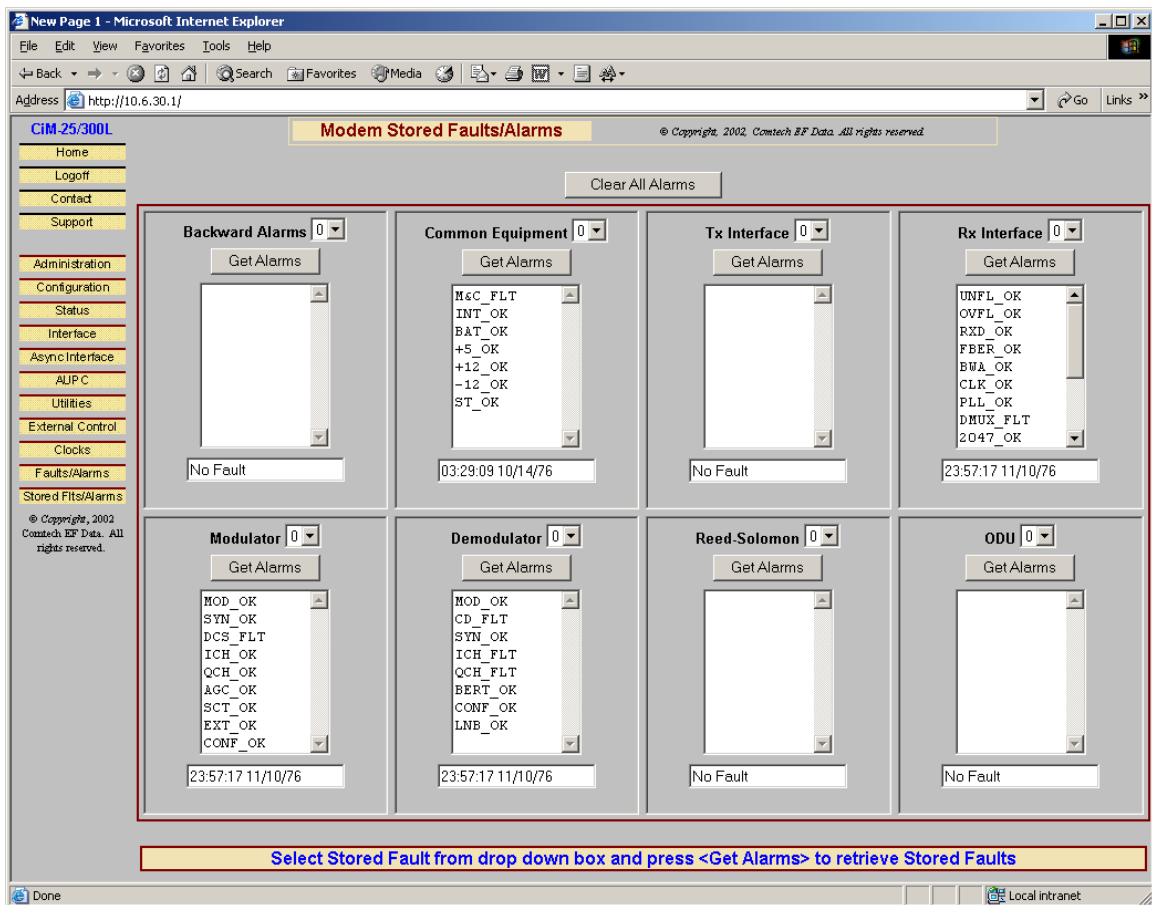 New Page 1 - Microsoft Internet Explorer
File Edit View Favorites Tools Help
Back Search Favorites Media
Address http://10.6.30.1/ Go Links »
CiM-25/300L
Home
Logoff
Contact
Support
Administration
Configuration
Status
Interface
Async Interface
AUPC
Utilities
External Control
Clocks
Faults/Alarms
Stored Flts/Alarms
© Copyright, 2002
Comtech EF Data. All
rights reserved.
Modem Stored Faults/Alarms
© Copyright, 2002, Comtech EF Data. All rights reserved.
Clear All Alarms
Backward Alarms 0
Get Alarms
No Fault
Common Equipment 0
Get Alarms
M&C_FLT
INT_OK
BAT_OK
+5_OK
+12_OK
-12_OK
ST_OK
03:29:09 10/14/76
Tx Interface 0
Get Alarms
No Fault
Rx Interface 0
Get Alarms
UNFL_OK
OVFL_OK
RXD_OK
FBER_OK
BWA_OK
CLK_OK
PLL_OK
DMUX_FLT
2047_OK
23:57:17 11/10/76
Modulator 0
Get Alarms
MOD_OK
SYN_OK
DCS_FLT
ICH_OK
QCH_OK
AGC_OK
SCT_OK
EXT_OK
CONF_OK
23:57:17 11/10/76
Demodulator 0
Get Alarms
MOD_OK
CD_FLT
SYN_OK
ICH_FLT
QCH_FLT
BERT_OK
CONF_OK
LNB_OK
23:57:17 11/10/76
Reed-Solomon 0
Get Alarms
No Fault
ODU 0
Get Alarms
No Fault
Select Stored Fault from drop down box and press <Get Alarms> to retrieve Stored Faults
Done
Local intranet